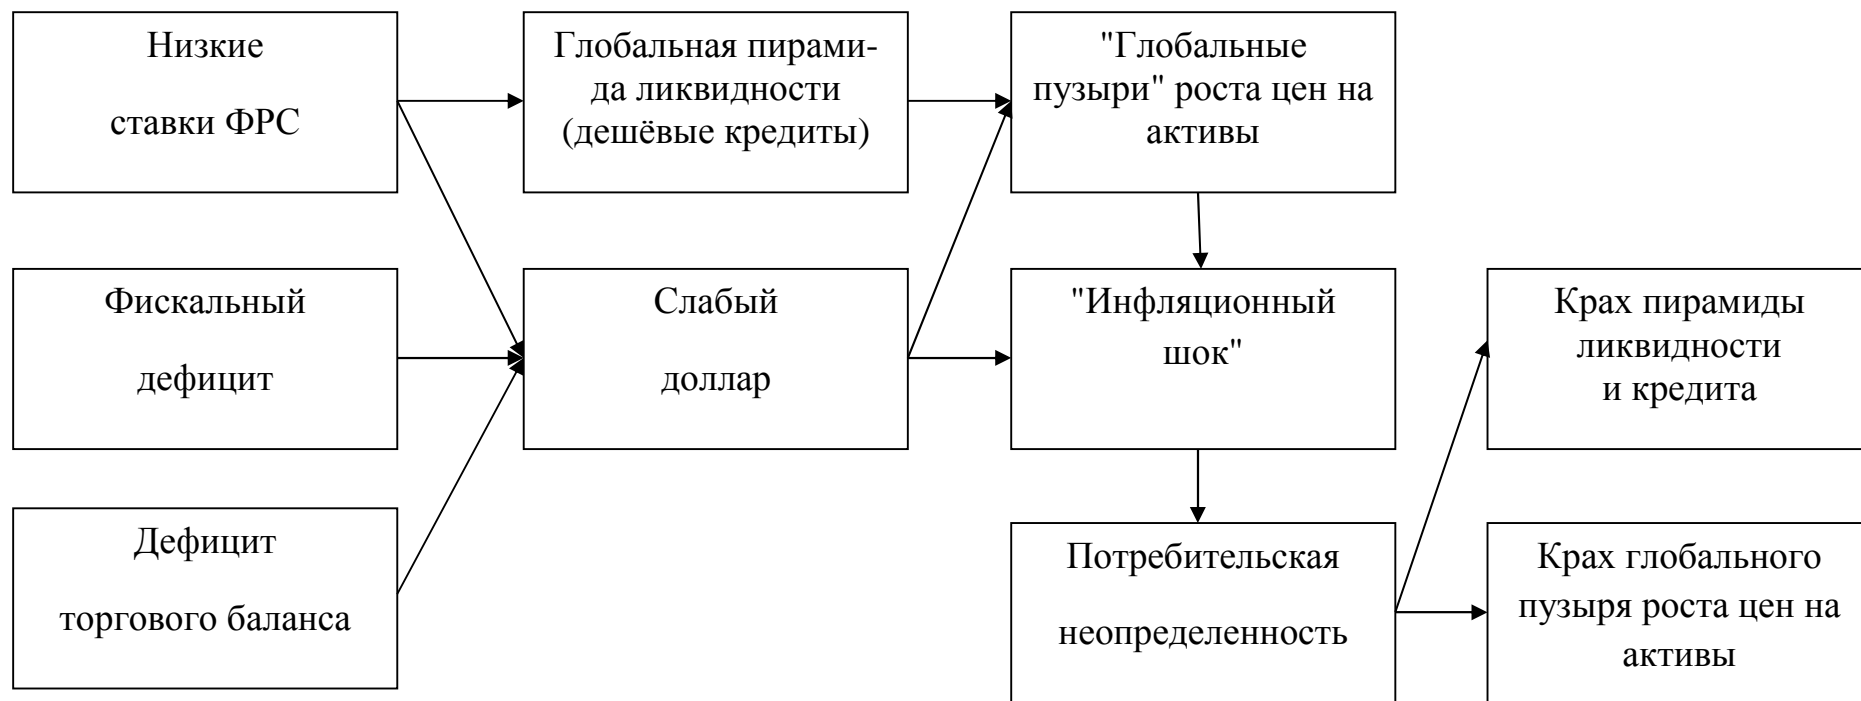 Низкие
ставки ФРС
Глобальная пирами-
да ликвидности
(дешёвые кредиты)
"Глобальные
пузыри" роста цен на
активы
Фискальный
дефицит
Слабый
доллар
"Инфляционный
шок"
Крах пирамиды
ликвидности
и кредита
Дефицит
торгового баланса
Потребительская
неопределенность
Крах глобального
пузыря роста цен на
активы